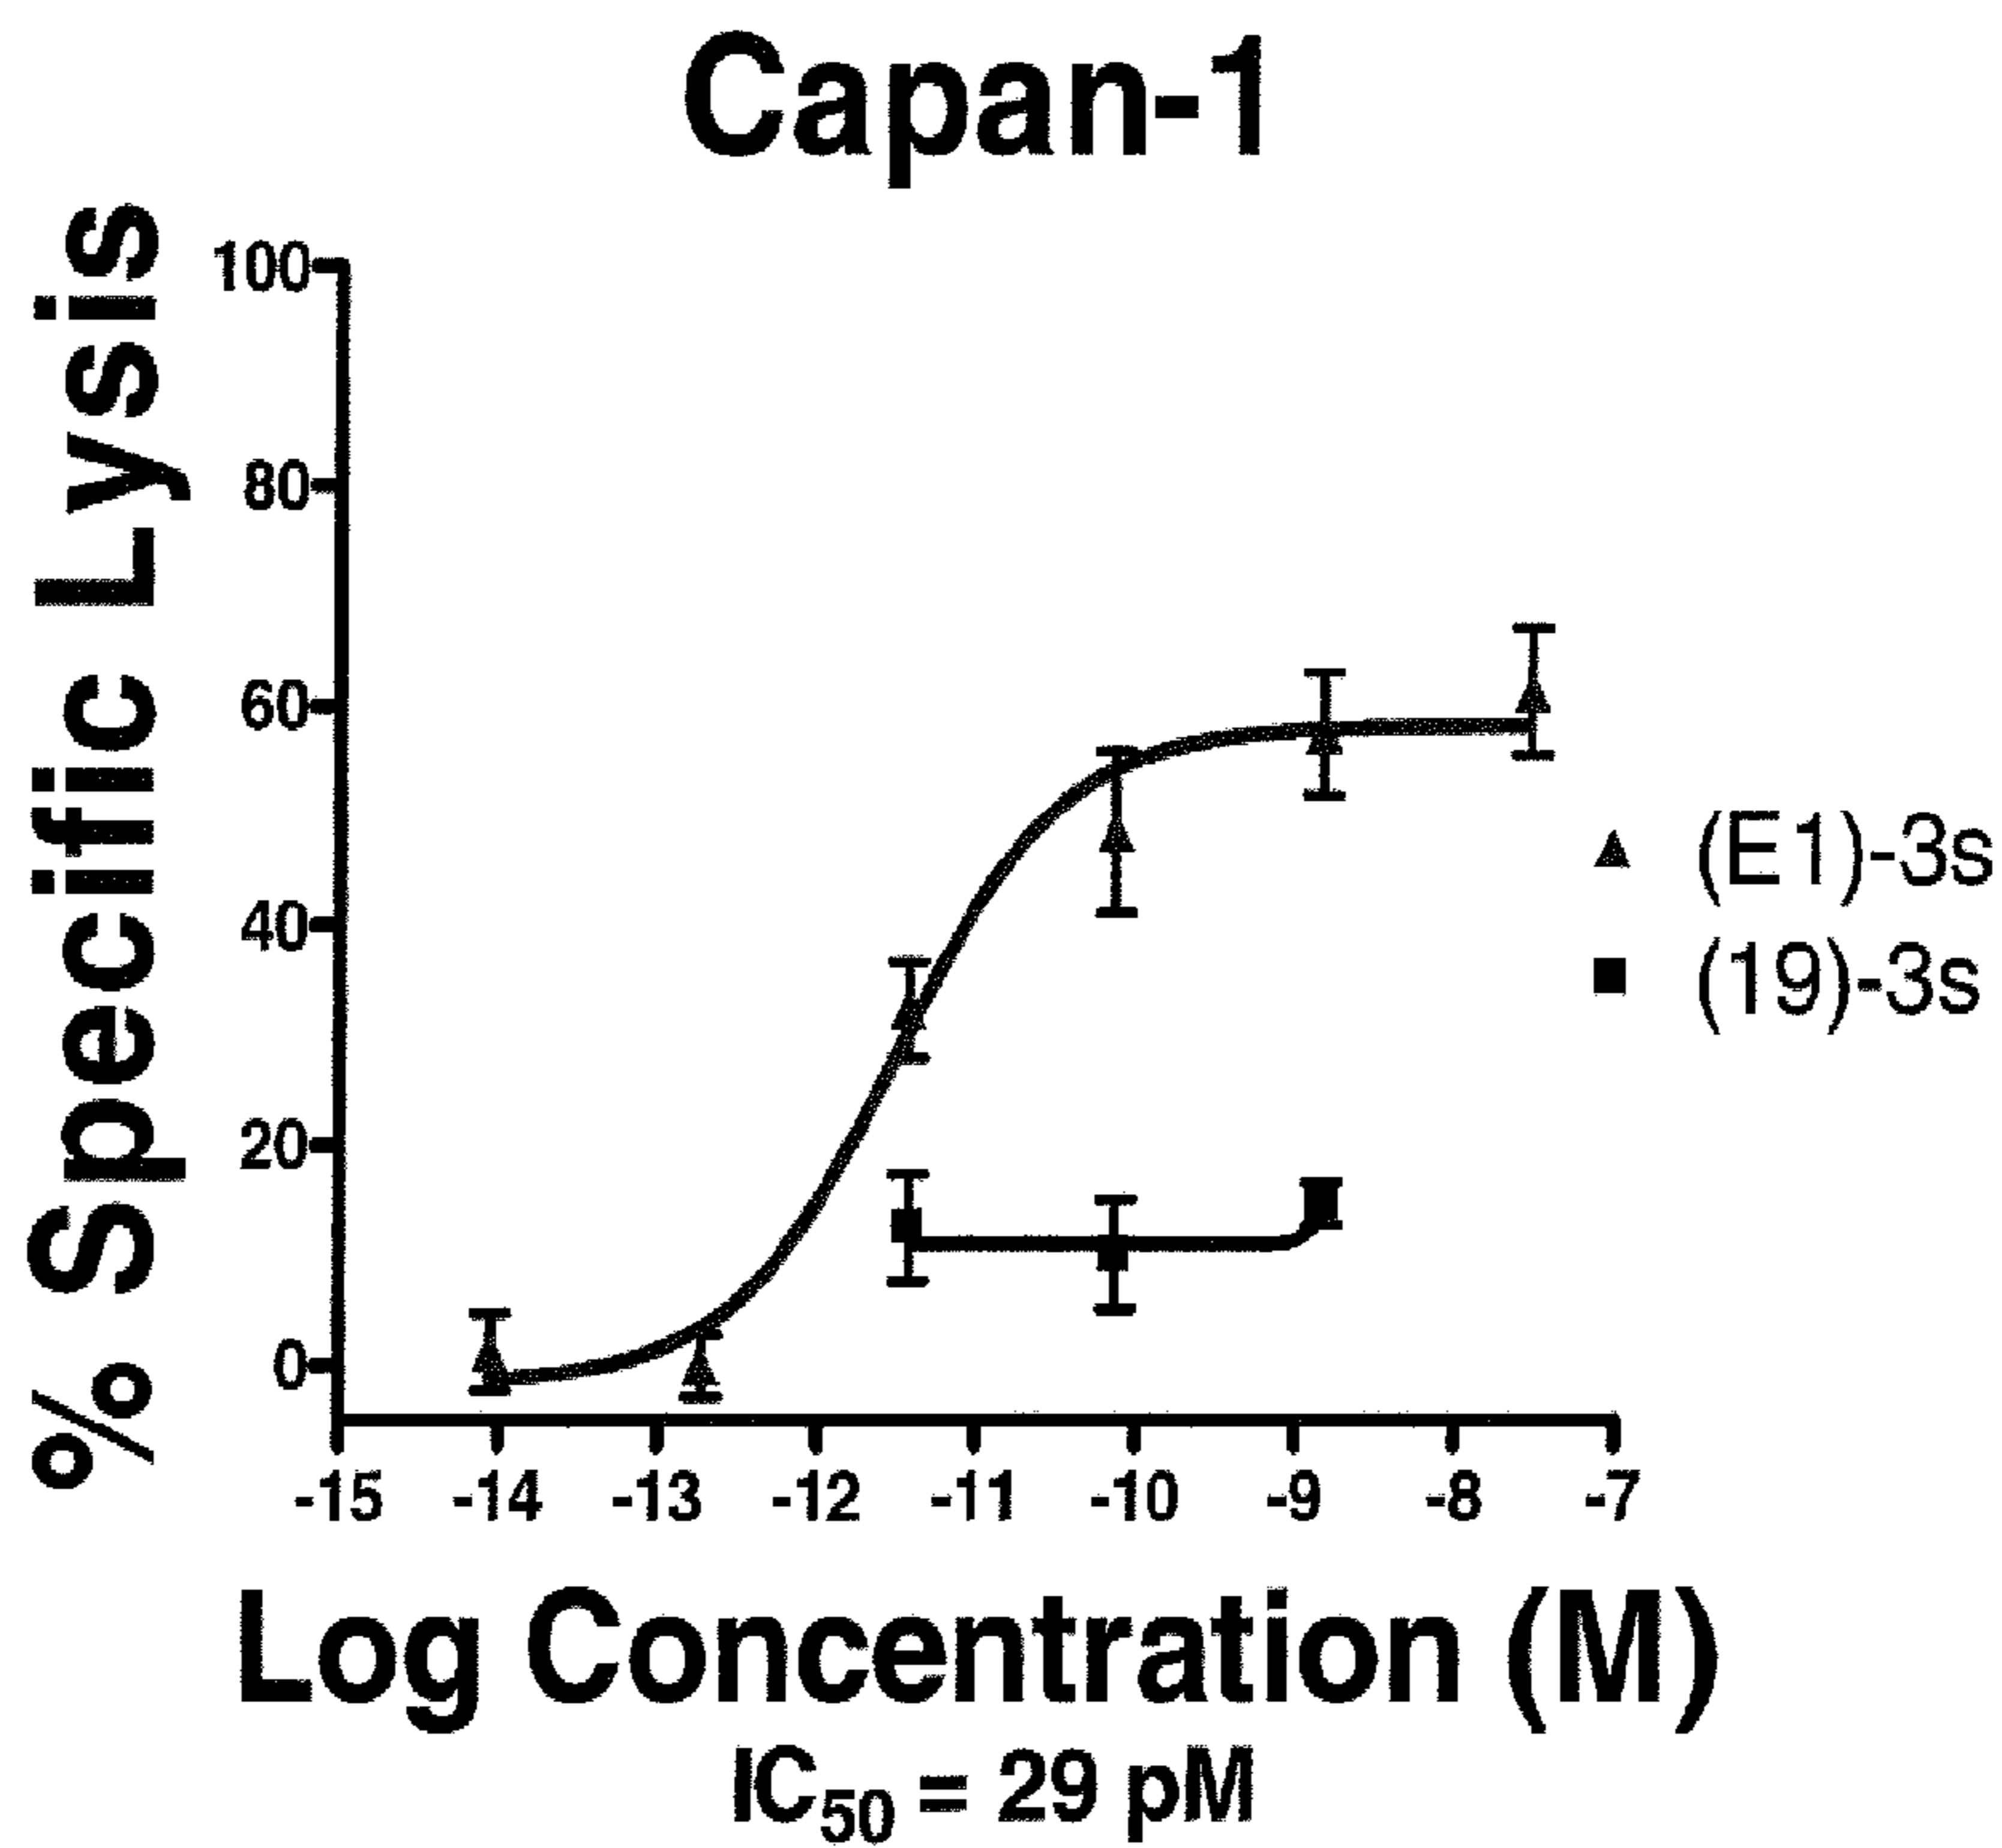 Capan-1
% Specific Lysis
100
80
60
40
20
0
-15 -14 -13 -12 -11 -10 -9 -8 -7
(E1)-3s
(19)-3s
Log Concentration (M)
IC50 = 29 pM